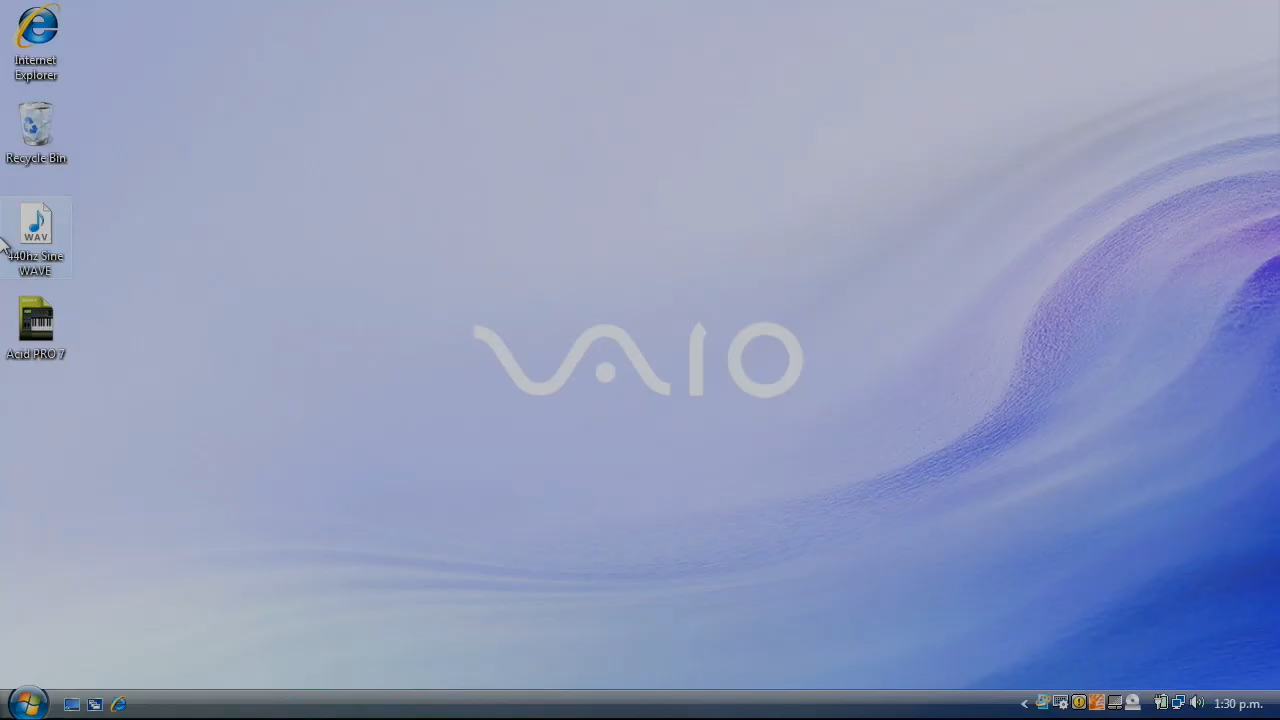 Internet
Explorer
Recycle Bin
WAV
440hz Sine
WAVE
Acid PRO 7
VAIO
1:30 p.m.